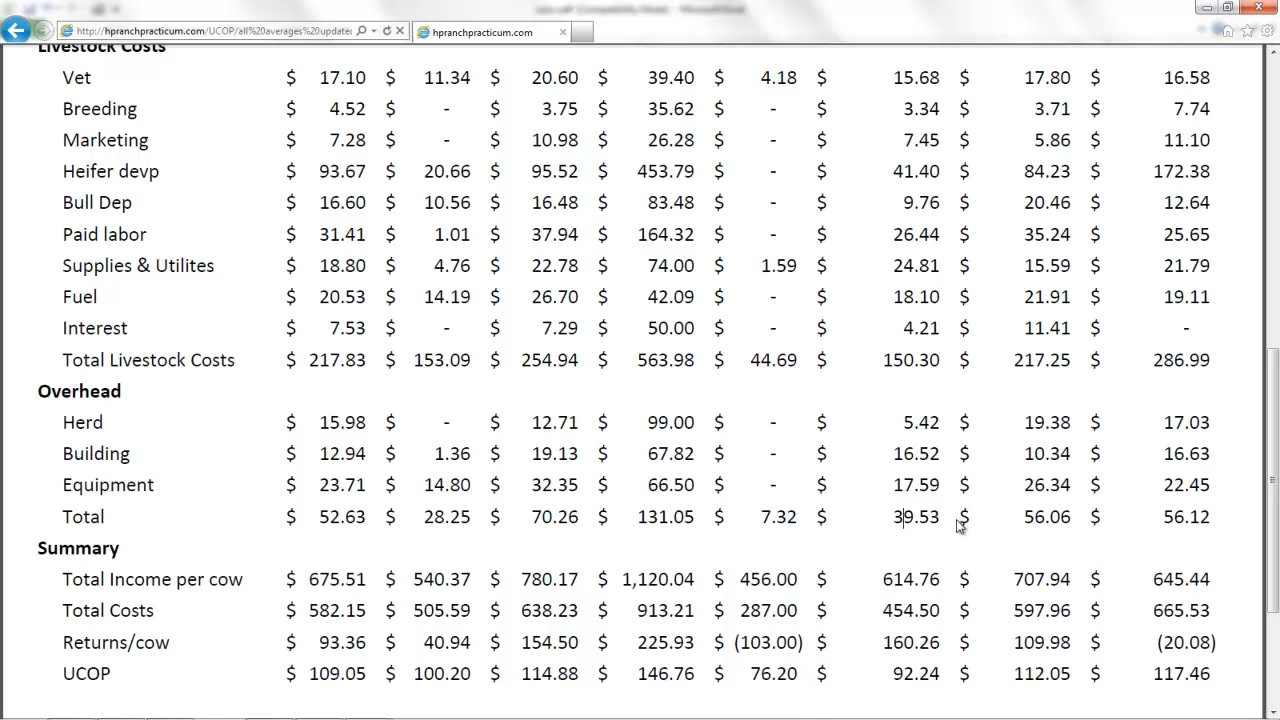 http://hpranchpracticum.com/UCOP/all%20averages%20update
hpranchpracticum.com
Livestock Costs
Vet $ 17.10 $ 11.34 $ 20.60 $ 39.40 $ 4.18 $ 15.68 $ 17.80 $ 16.58
Breeding $ 4.52 $ - $ 3.75 $ 35.62 $ - $ 3.34 $ 3.71 $ 7.74
Marketing $ 7.28 $ - $ 10.98 $ 26.28 $ - $ 7.45 $ 5.86 $ 11.10
Heifer devp $ 93.67 $ 20.66 $ 95.52 $ 453.79 $ - $ 41.40 $ 84.23 $ 172.38
Bull Dep $ 16.60 $ 10.56 $ 16.48 $ 83.48 $ - $ 9.76 $ 20.46 $ 12.64
Paid labor $ 31.41 $ 1.01 $ 37.94 $ 164.32 $ - $ 26.44 $ 35.24 $ 25.65
Supplies & Utilites $ 18.80 $ 4.76 $ 22.78 $ 74.00 $ 1.59 $ 24.81 $ 15.59 $ 21.79
Fuel $ 20.53 $ 14.19 $ 26.70 $ 42.09 $ - $ 18.10 $ 21.91 $ 19.11
Interest $ 7.53 $ - $ 7.29 $ 50.00 $ - $ 4.21 $ 11.41 $ -
Total Livestock Costs $ 217.83 $ 153.09 $ 254.94 $ 563.98 $ 44.69 $ 150.30 $ 217.25 $ 286.99
Overhead
Herd $ 15.98 $ - $ 12.71 $ 99.00 $ - $ 5.42 $ 19.38 $ 17.03
Building $ 12.94 $ 1.36 $ 19.13 $ 67.82 $ - $ 16.52 $ 10.34 $ 16.63
Equipment $ 23.71 $ 14.80 $ 32.35 $ 66.50 $ - $ 17.59 $ 26.34 $ 22.45
Total $ 52.63 $ 28.25 $ 70.26 $ 131.05 $ 7.32 $ 39.53 $ 56.06 $ 56.12
Summary
Total Income per cow $ 675.51 $ 540.37 $ 780.17 $ 1,120.04 $ 456.00 $ 614.76 $ 707.94 $ 645.44
Total Costs $ 582.15 $ 505.59 $ 638.23 $ 913.21 $ 287.00 $ 454.50 $ 597.96 $ 665.53
Returns/cow $ 93.36 $ 40.94 $ 154.50 $ 225.93 $ (103.00) $ 160.26 $ 109.98 $ (20.08)
UCOP $ 109.05 $ 100.20 $ 114.88 $ 146.76 $ 76.20 $ 92.24 $ 112.05 $ 117.46